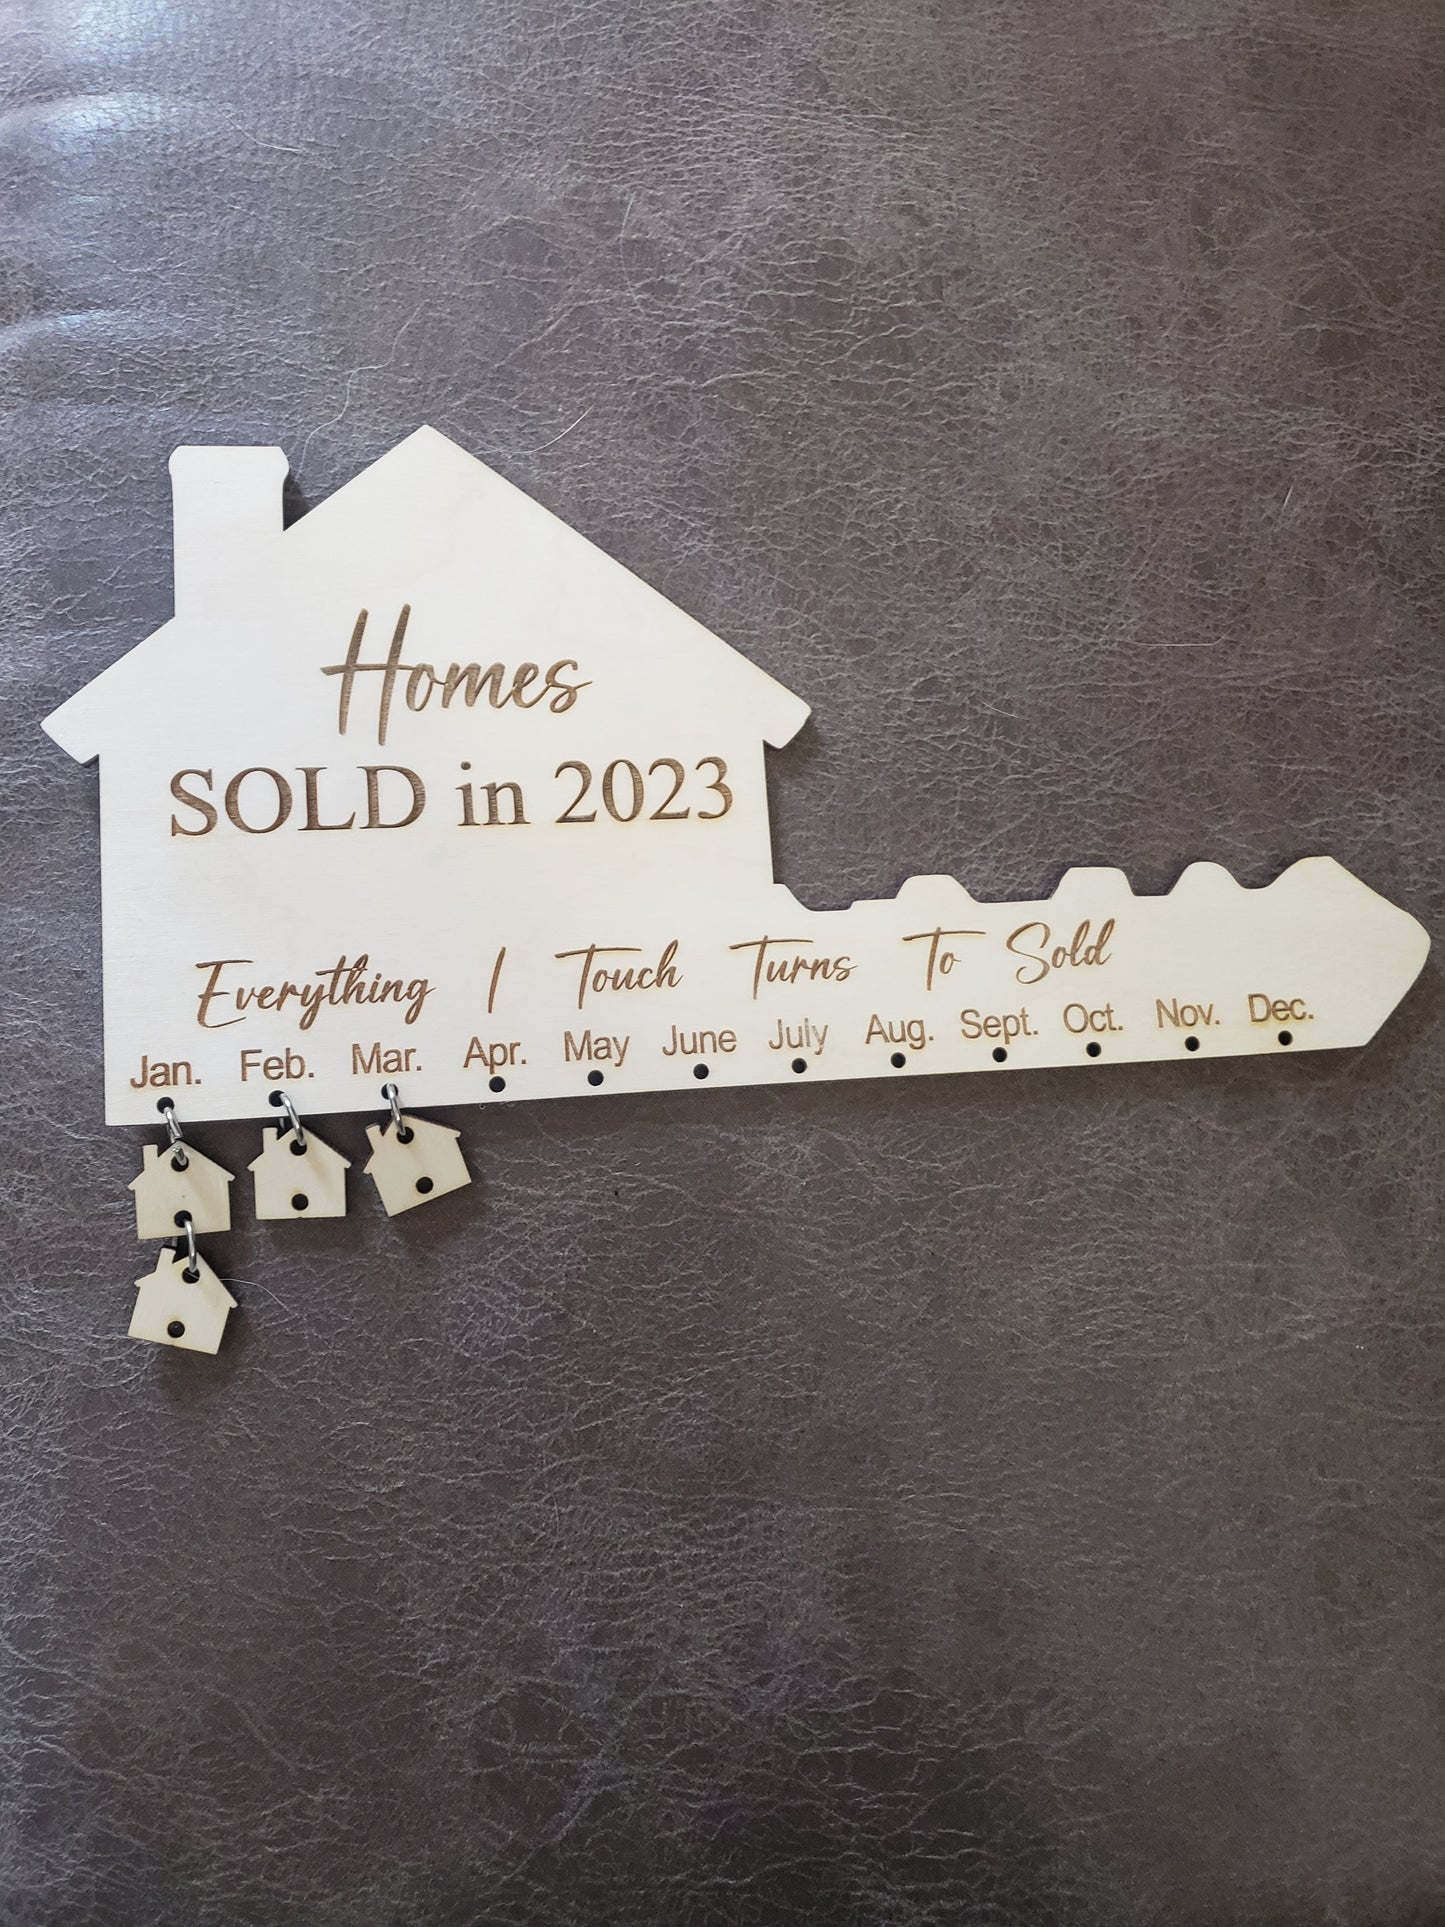 Homes
SOLD in 2023
Everything I Touch Turns To Sold
Jan. Feb. Mar. Apr. May June July Aug. Sept. Oct. Nov. Dec.